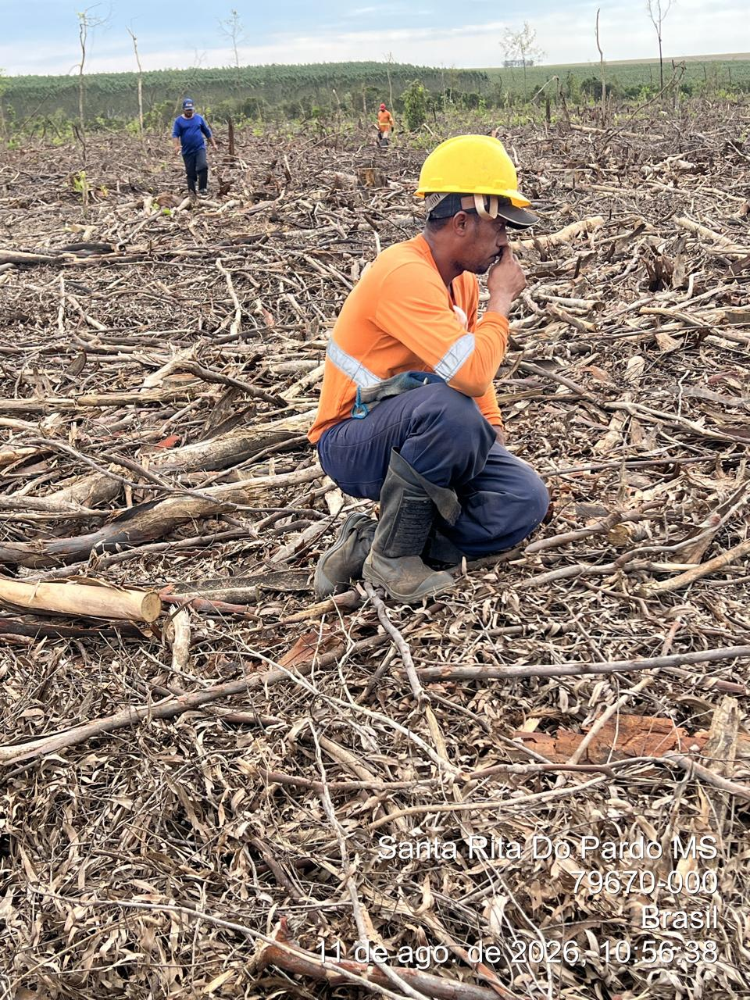 Santa Rita Do Pardo MS
79670-000
Brasil
11 de ago. de 2026, 10:56:38